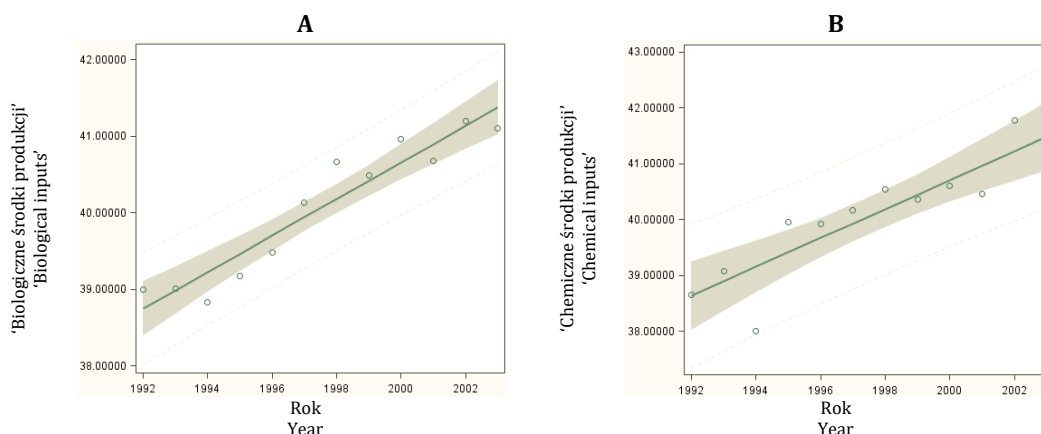 A
‘Biologiczne środki produkcji’
‘Biological inputs’
42.00000
41.00000
40.00000
39.00000
38.00000
1992
1994
1996
1998
2000
2002
Rok
Year
B
‘Chemiczne środki produkcji’
‘Chemical inputs’
43.00000
42.00000
41.00000
40.00000
39.00000
38.00000
1992
1994
1996
1998
2000
2002
Rok
Year